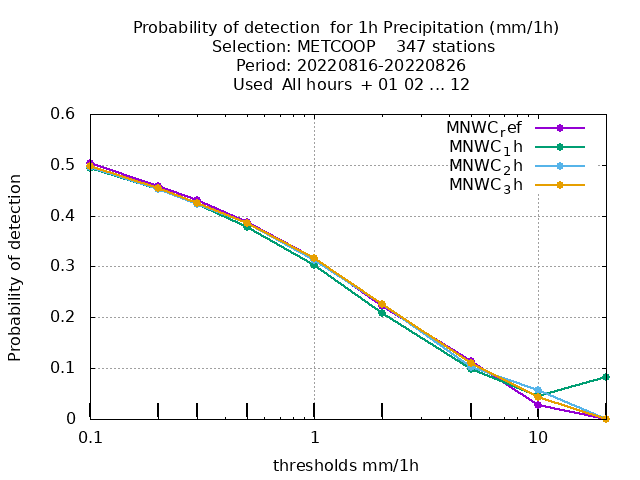 Probability of detection  for 1h Precipitation (mm/1h)
Selection: METCOOP    347 stations
Period: 20220816-20220826
Used  All hours  + 01 02 ... 12
MNWC_ref
MNWC_1h
MNWC_2h
MNWC_3h
Probability of detection
0.6
0.5
0.4
0.3
0.2
0.1
0
0.1
1
10
thresholds mm/1h